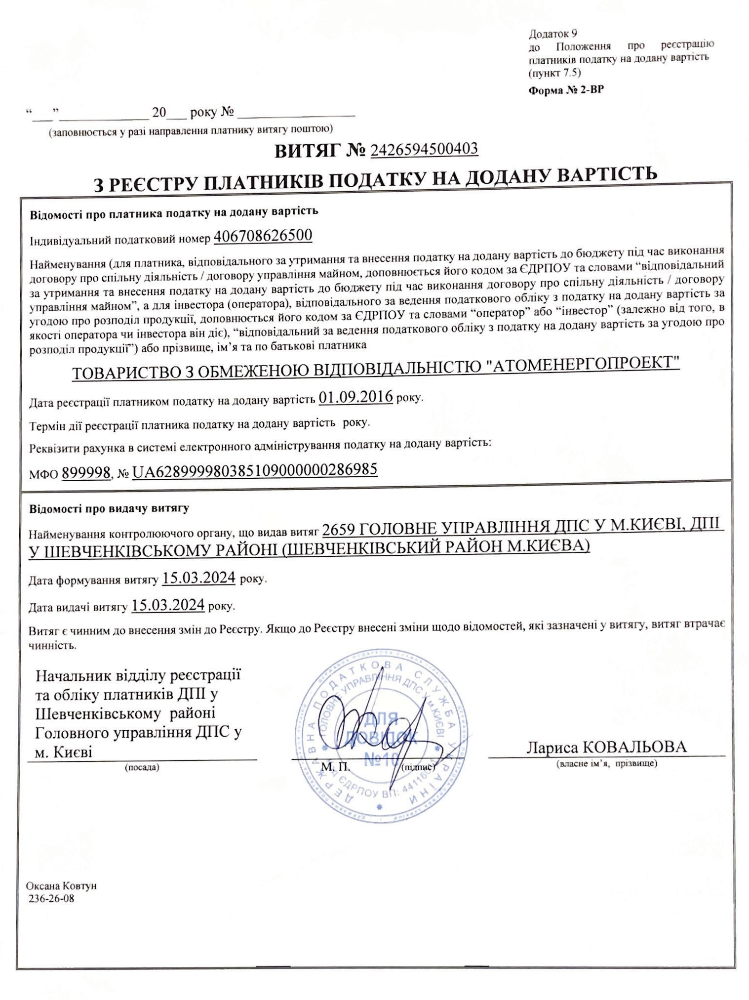 Додаток 9
до Положення про реєстрацію
платників податку на додану вартість
(пункт 7.5)
Форма № 2-ВР
“___”______________ 20___ року № __________________
(заповнюється у разі направлення платнику витягу поштою)
ВИТЯГ № 2426594500403
З РЕЄСТРУ ПЛАТНИКІВ ПОДАТКУ НА ДОДАНУ ВАРТІСТЬ
Відомості про платника податку на додану вартість
Індивідуальний податковий номер 406708626500
Найменування (для платника, відповідального за утримання та внесення податку на додану вартість до бюджету під час виконання
договору про спільну діяльність / договору управління майном, доповнюється його кодом за ЄДРПОУ та словами “відповідальний
за утримання та внесення податку на додану вартість до бюджету під час виконання договору про спільну діяльність / договору
управління майном”, а для інвестора (оператора), відповідального за ведення податкового обліку з податку на додану вартість за
угодою про розподіл продукції, доповнюється його кодом за ЄДРПОУ та словами “оператор” або “інвестор” (залежно від того, в
якості оператора чи інвестора він діє), “відповідальний за ведення податкового обліку з податку на додану вартість за угодою про
розподіл продукції”) або прізвище, ім’я та по батькові платника
ТОВАРИСТВО З ОБМЕЖЕНОЮ ВІДПОВІДАЛЬНІСТЮ "АТОМЕНЕРГОПРОЕКТ"
Дата реєстрації платником податку на додану вартість 01.09.2016 року.
Термін дії реєстрації платника податку на додану вартість року.
Реквізити рахунка в системі електронного адміністрування податку на додану вартість:
МФО 899998, № UA628999980385109000000286985
Відомості про видачу витягу
Найменування контролюючого органу, що видав витяг 2659 ГОЛОВНЕ УПРАВЛІННЯ ДПС У М.КИЄВІ, ДПІ
У ШЕВЧЕНКІВСЬКОМУ РАЙОНІ (ШЕВЧЕНКІВСЬКИЙ РАЙОН М.КИЄВА)
Дата формування витягу 15.03.2024 року.
Дата видачі витягу 15.03.2024 року.
Витяг є чинним до внесення змін до Реєстру. Якщо до Реєстру внесені зміни щодо відомостей, які зазначені у витягу, витяг втрачає
чинність.
Начальник відділу реєстрації
та обліку платників ДПІ у
Шевченківському районі
Головного управління ДПС у
м. Києві
(посада)
ДЕРЖАВНА ПОДАТКОВА СЛУЖБА УКРАЇНИ
ГОЛОВНЕ УПРАВЛІННЯ ДПС У М.КИЄВІ
ДЛЯ
ДОВІДОК
№10
ЄДРПОУ ВП:
М. П. (підпис)
Лариса КОВАЛЬОВА
(власне ім’я, прізвище)
Оксана Ковтун
236-26-08